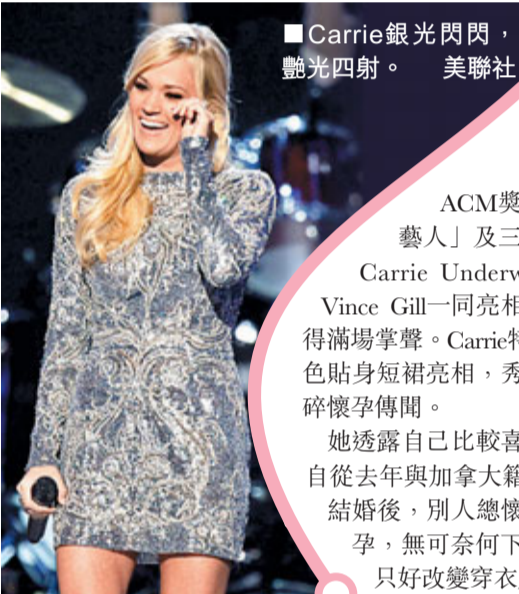 ■Carrie銀光閃閃，
艷光四射。　美聯社
ACM獎
藝人」及三
Carrie Underw
Vince Gill一同亮相
得滿場掌聲。Carrie特
色貼身短裙亮相，秀
碎懷孕傳聞。
她透露自己比較喜
自從去年與加拿大籍
結婚後，別人總懷
孕，無可奈何下
只好改變穿衣